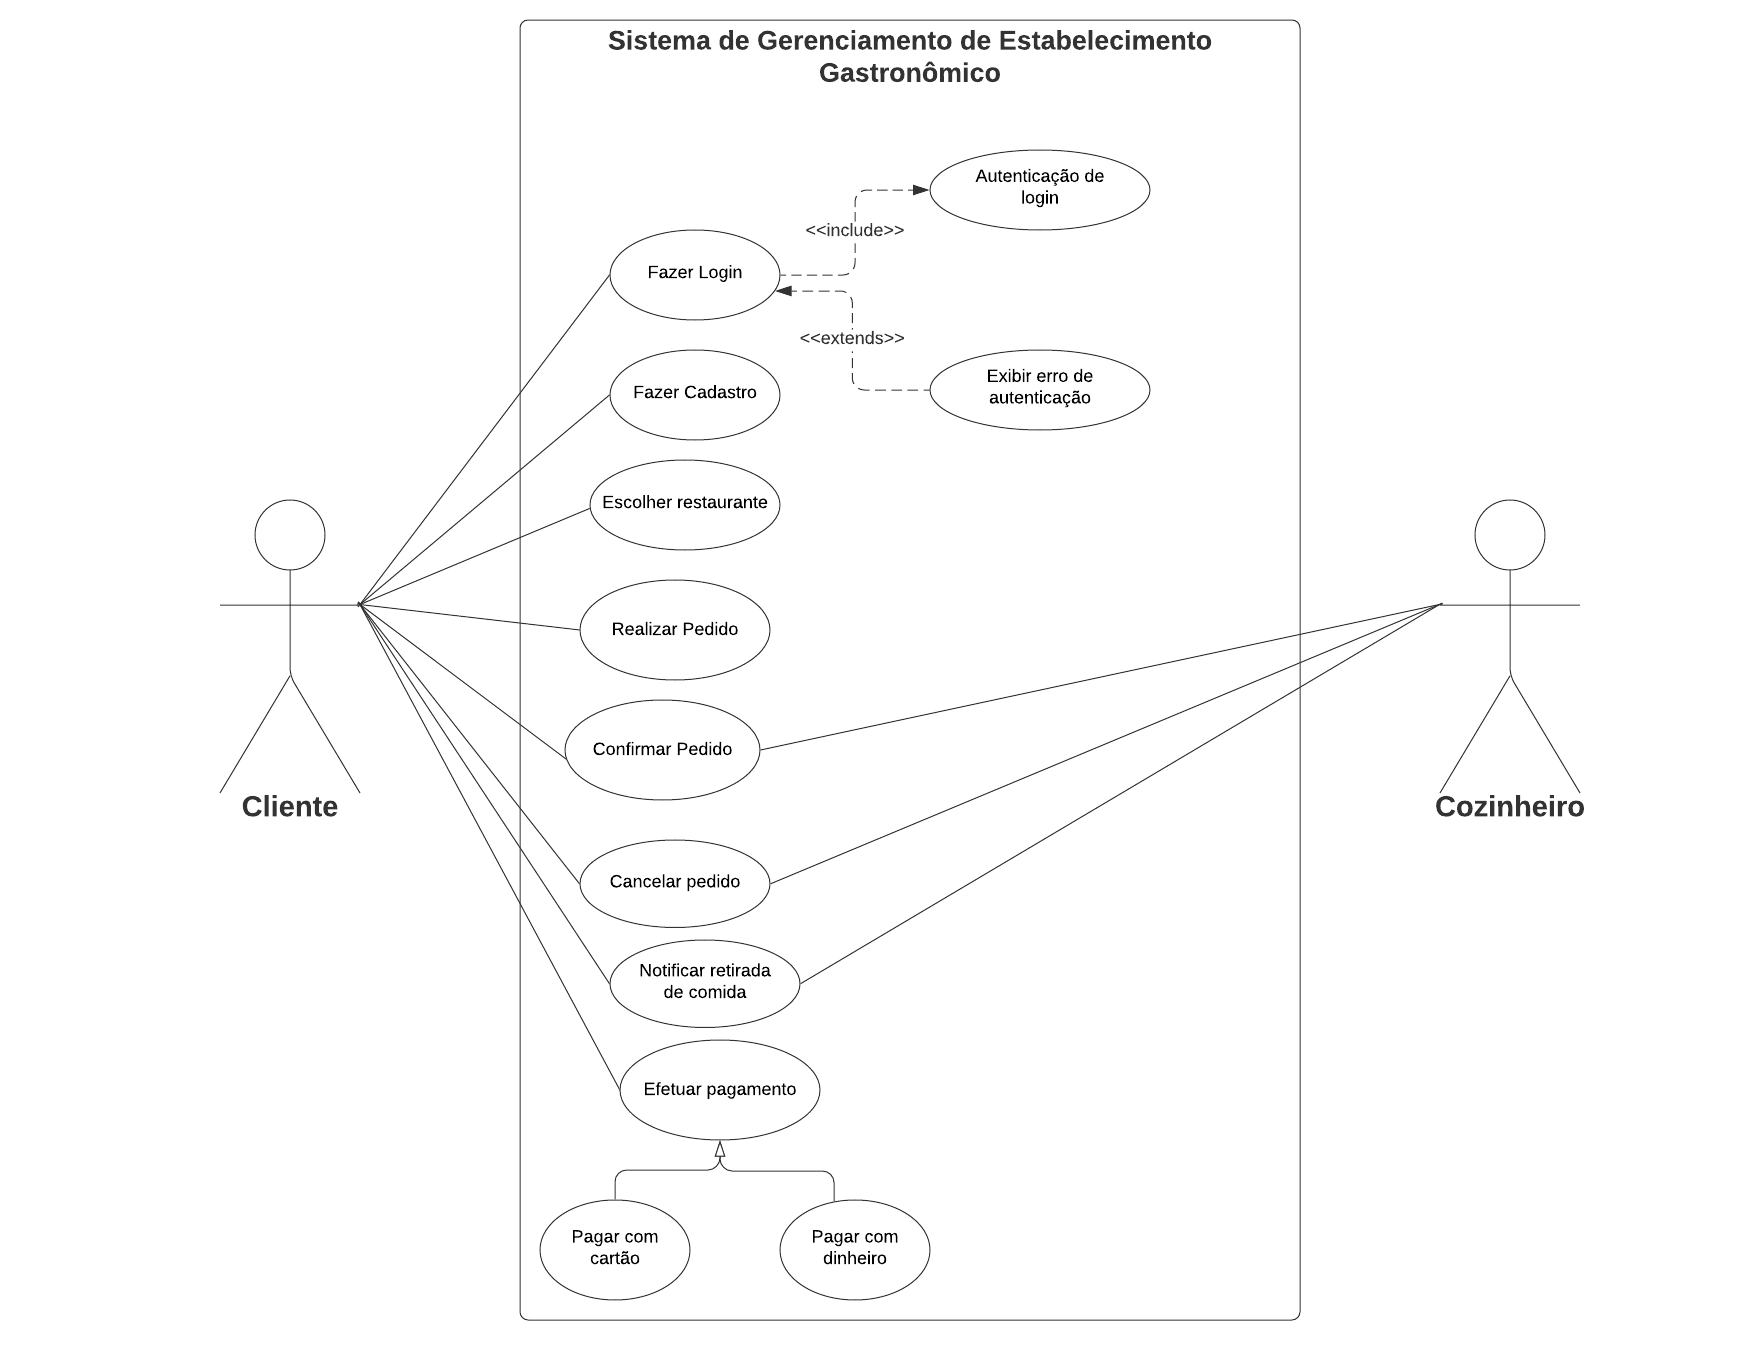 Sistema de Gerenciamento de Estabelecimento
Gastronômico
Autenticação de
login
<<include>>
Fazer Login
<<extends>>
Exibir erro de
autenticação
Fazer Cadastro
Escolher restaurante
Realizar Pedido
Confirmar Pedido
Cliente
Cozinheiro
Cancelar pedido
Notificar retirada
de comida
Efetuar pagamento
Pagar com
cartão
Pagar com
dinheiro